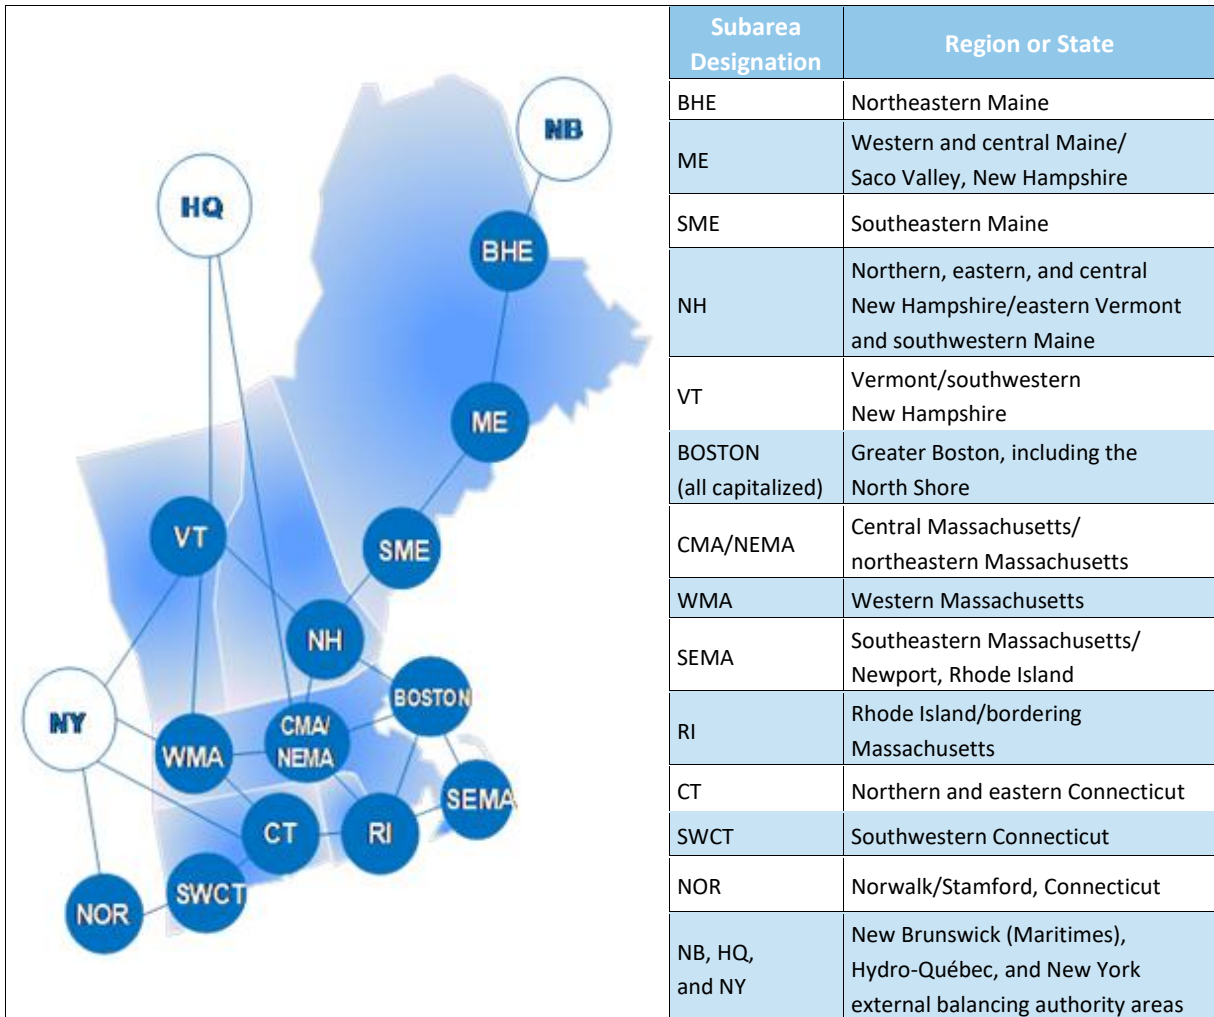 NB
HQ
BHE
ME
VT
SME
NH
BOSTON
NY
CMA/
NEMA
WMA
SEMA
CT
RI
SWCT
NOR
Subarea
Designation
Region or State
BHE
Northeastern Maine
ME
Western and central Maine/
Saco Valley, New Hampshire
SME
Southeastern Maine
NH
Northern, eastern, and central
New Hampshire/eastern Vermont
and southwestern Maine
VT
Vermont/southwestern
New Hampshire
BOSTON
(all capitalized)
Greater Boston, including the
North Shore
CMA/NEMA
Central Massachusetts/
northeastern Massachusetts
WMA
Western Massachusetts
SEMA
Southeastern Massachusetts/
Newport, Rhode Island
RI
Rhode Island/bordering
Massachusetts
CT
Northern and eastern Connecticut
SWCT
Southwestern Connecticut
NOR
Norwalk/Stamford, Connecticut
NB, HQ,
and NY
New Brunswick (Maritimes),
Hydro-Québec, and New York
external balancing authority areas